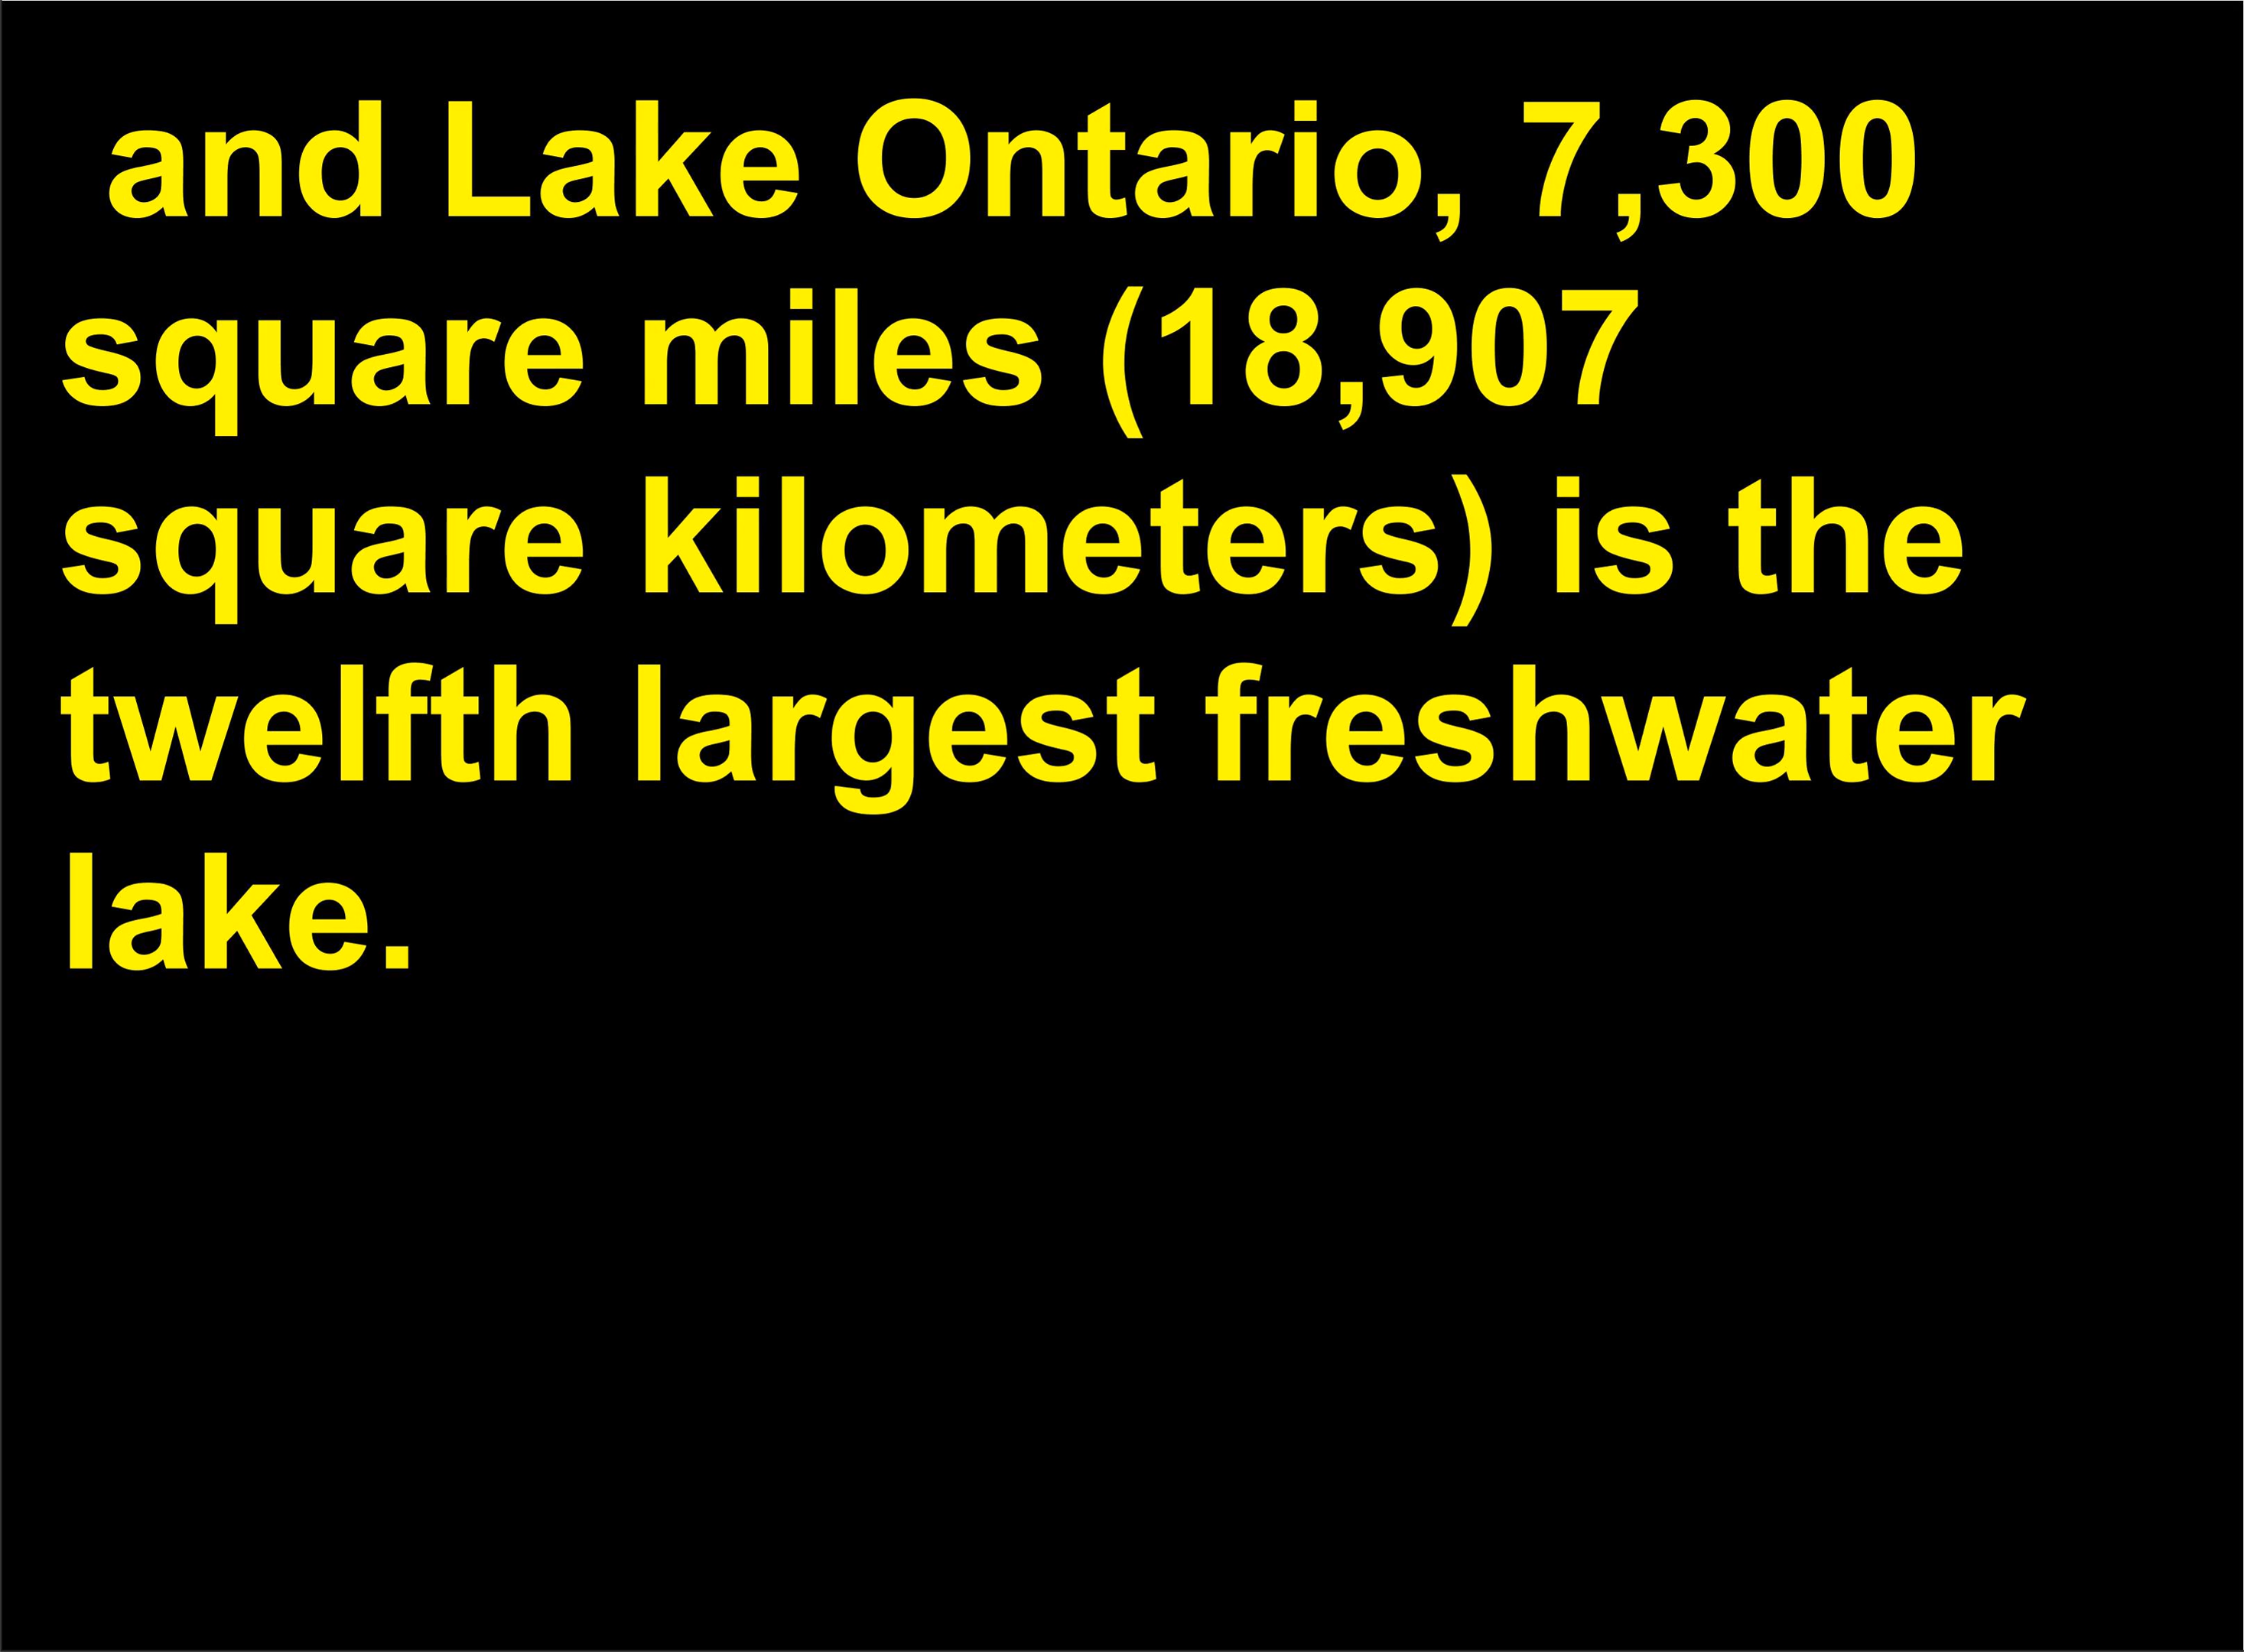 and Lake Ontario, 7,300
square miles (18,907
square kilometers) is the
twelfth largest freshwater
lake.